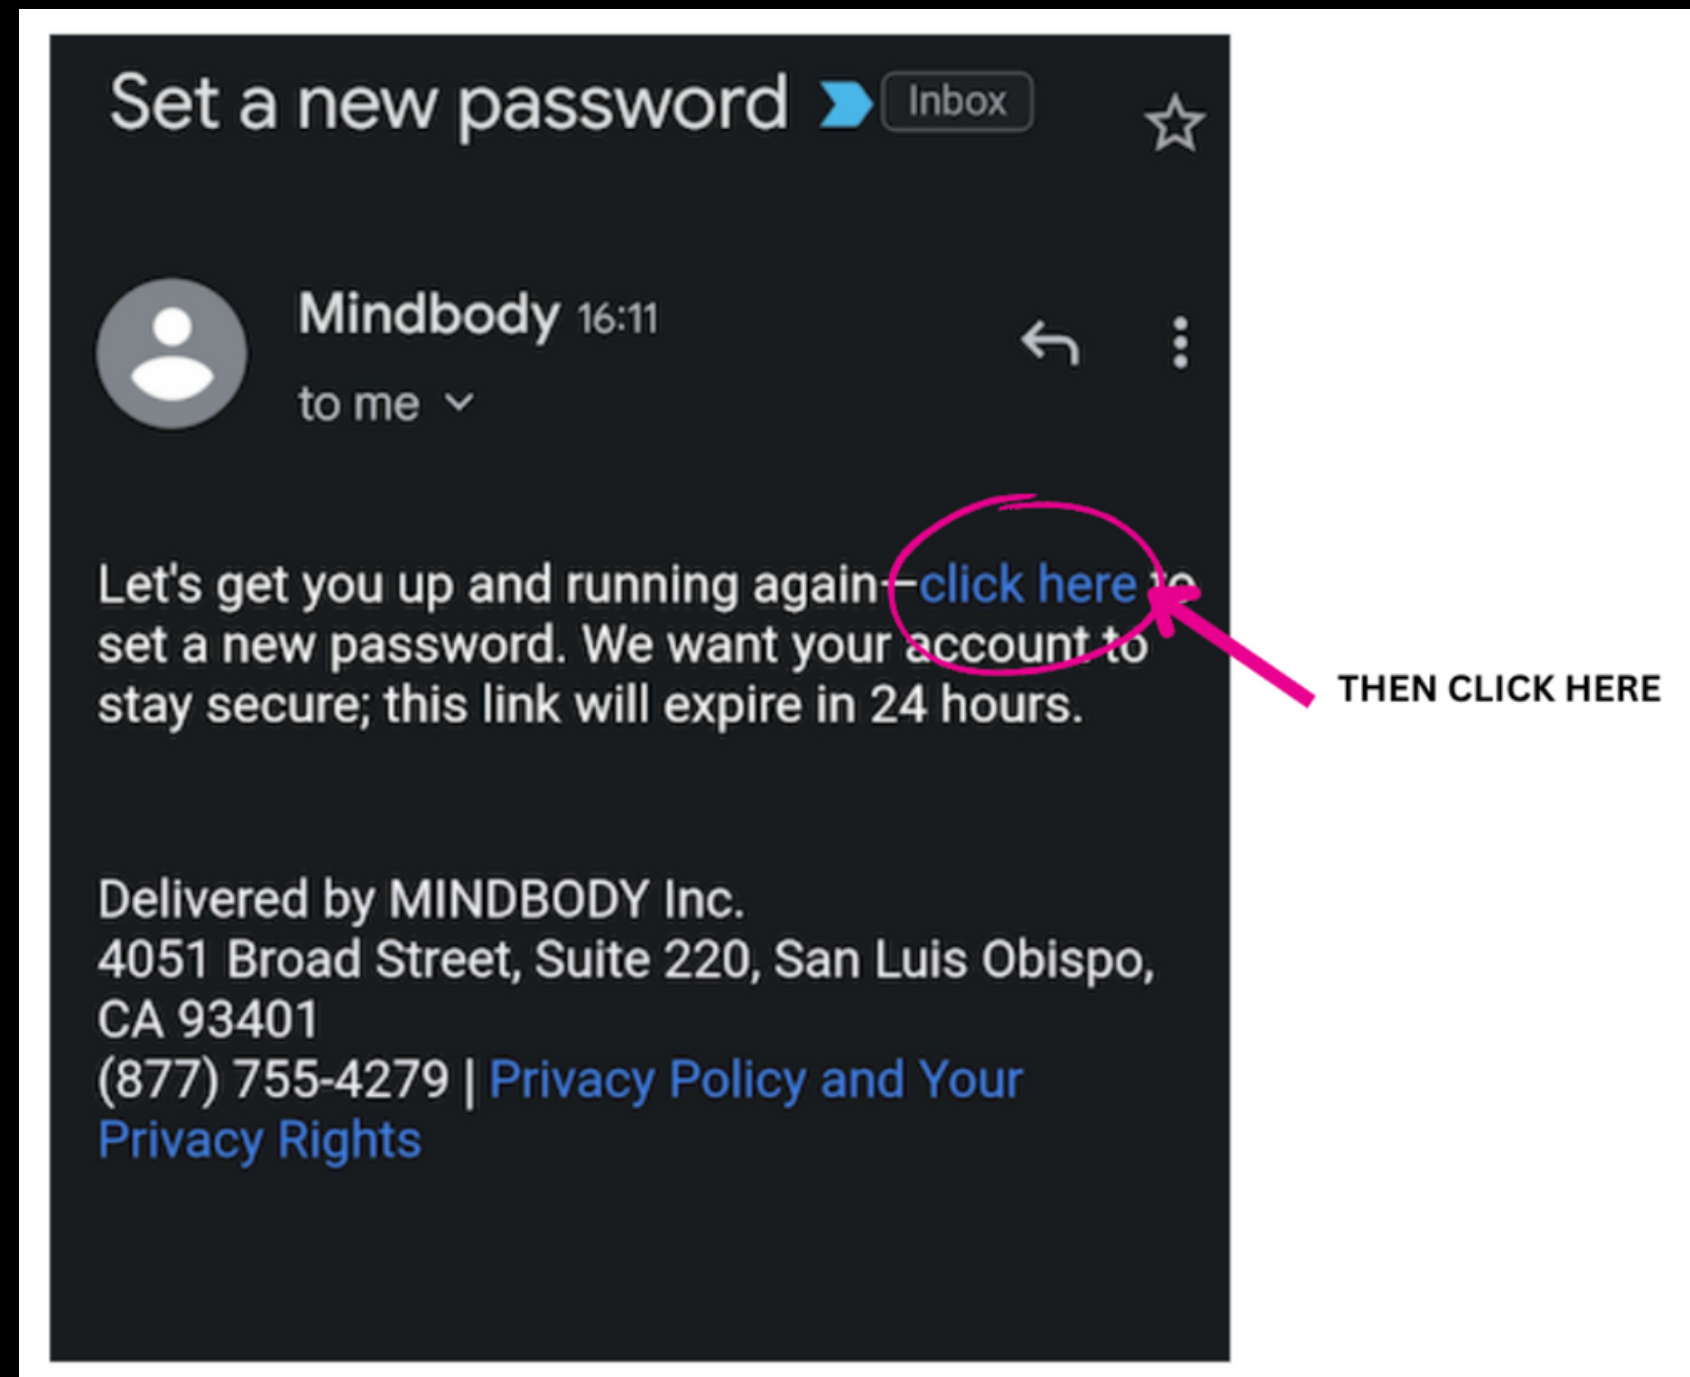 Set a new password Inbox
Mindbody 16:11
to me
Let's get you up and running again—click here to
set a new password. We want your account to
stay secure; this link will expire in 24 hours.
THEN CLICK HERE
Delivered by MINDBODY Inc.
4051 Broad Street, Suite 220, San Luis Obispo,
CA 93401
(877) 755-4279 | Privacy Policy and Your
Privacy Rights